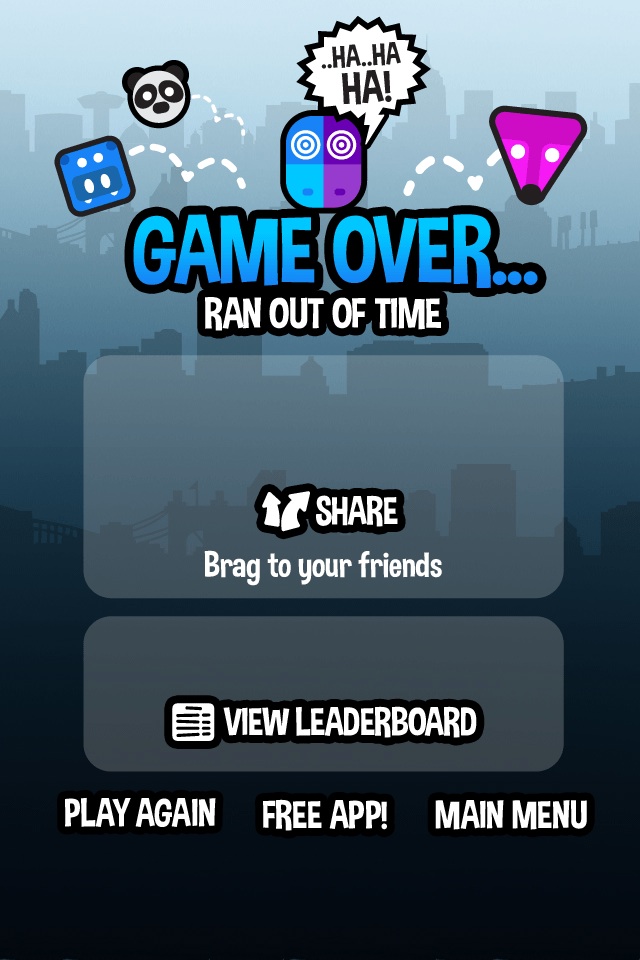 ..HA..HA
HA!
GAME OVER...
RAN OUT OF TIME
SHARE
Brag to your friends
VIEW LEADERBOARD
PLAY AGAIN
FREE APP!
MAIN MENU